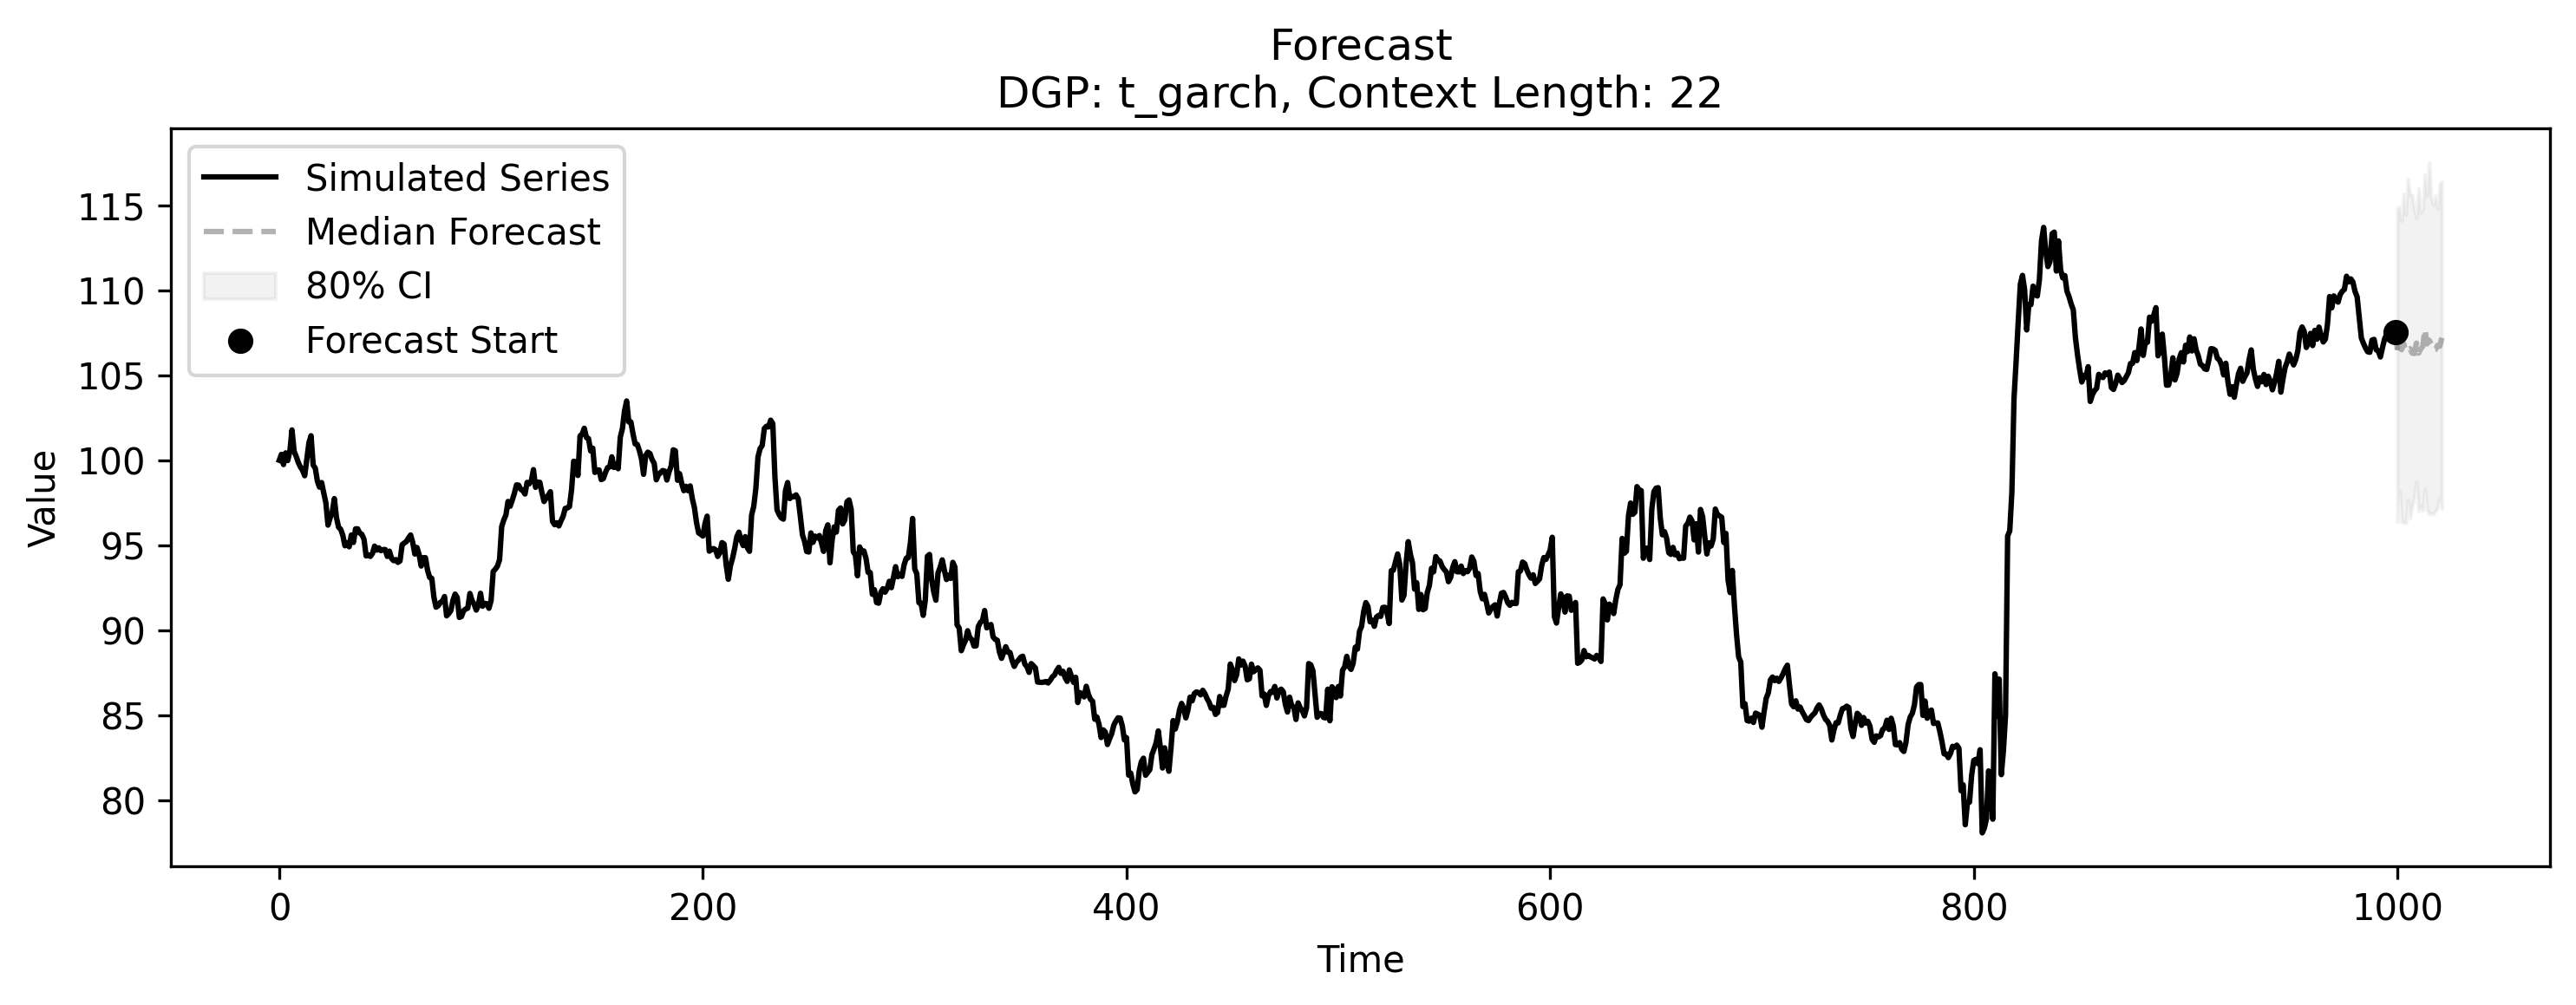 Forecast
DGP: t_garch, Context Length: 22
Simulated Series
Median Forecast
80% CI
Forecast Start
Value
115
110
105
100
95
90
85
80
0
200
400
600
800
1000
Time